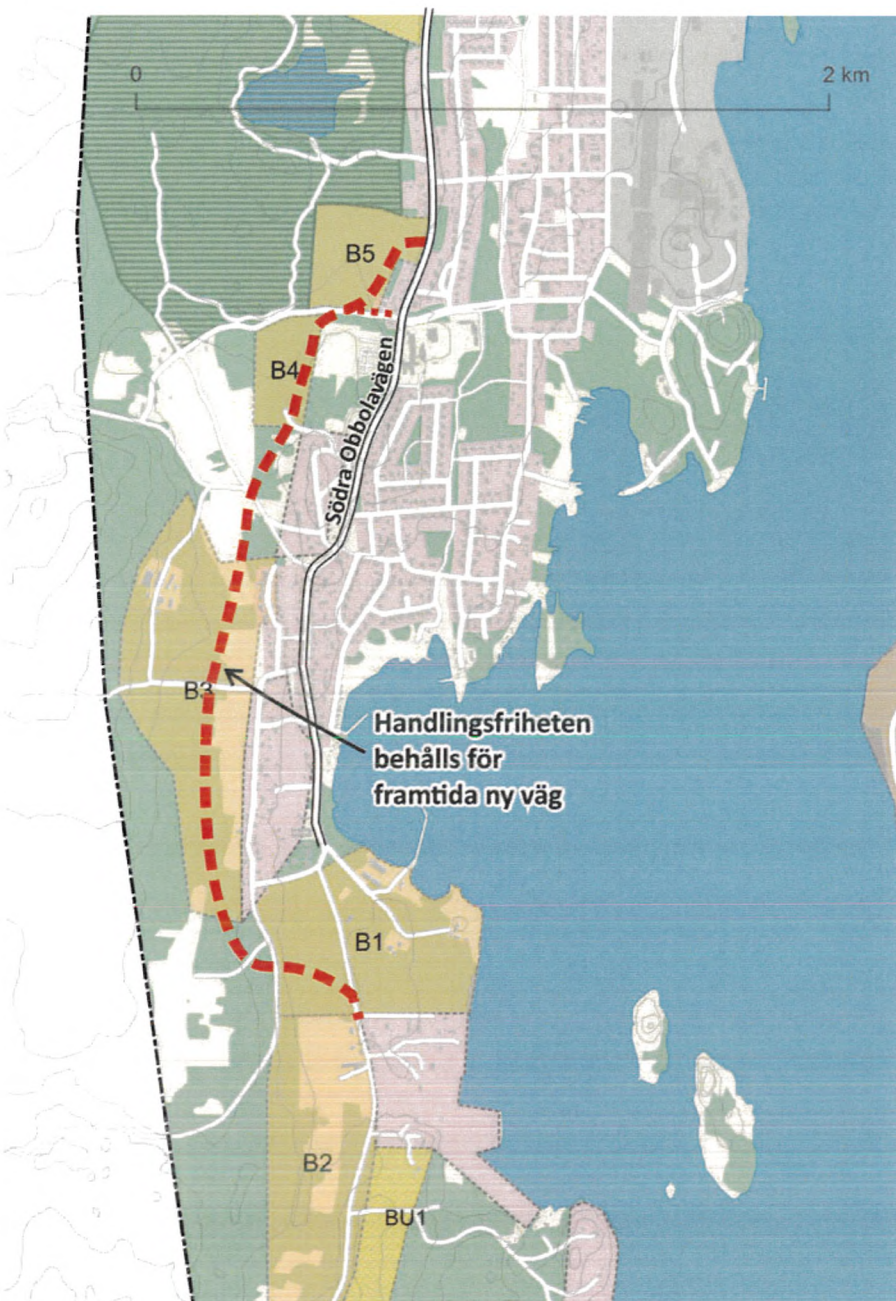 0
2 km
B5
B4
Södra Obbolavägen
B3
Handlingsfriheten
behålls för
framtida ny väg
B1
B2
BU1